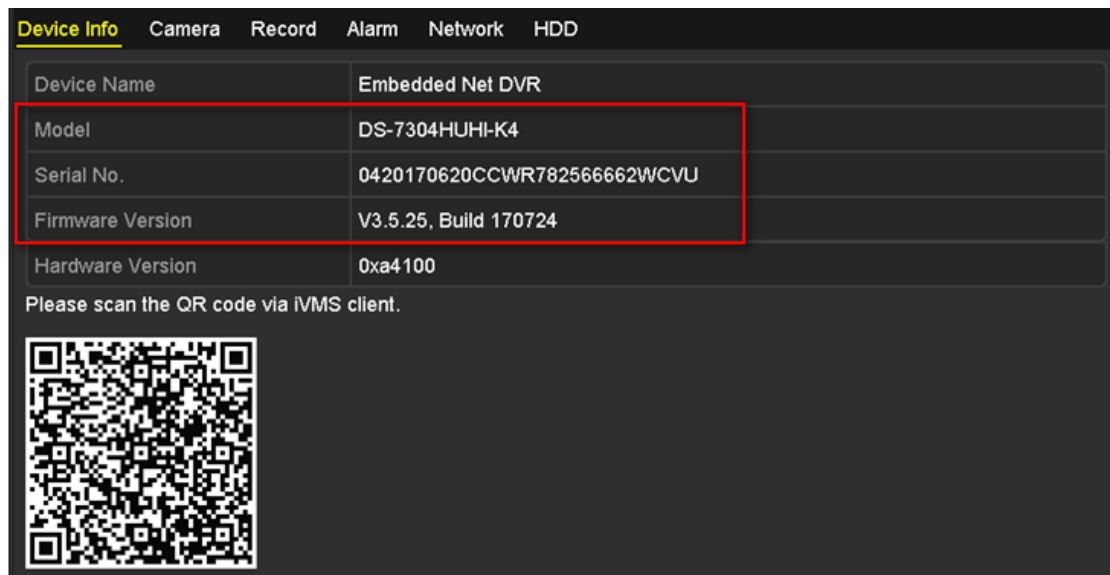 Device Info Camera Record Alarm Network HDD
Device Name Embedded Net DVR
Model DS-7304HUHI-K4
Serial No. 0420170620CCWR782566662WCVU
Firmware Version V3.5.25, Build 170724
Hardware Version 0xa4100
Please scan the QR code via iVMS client.